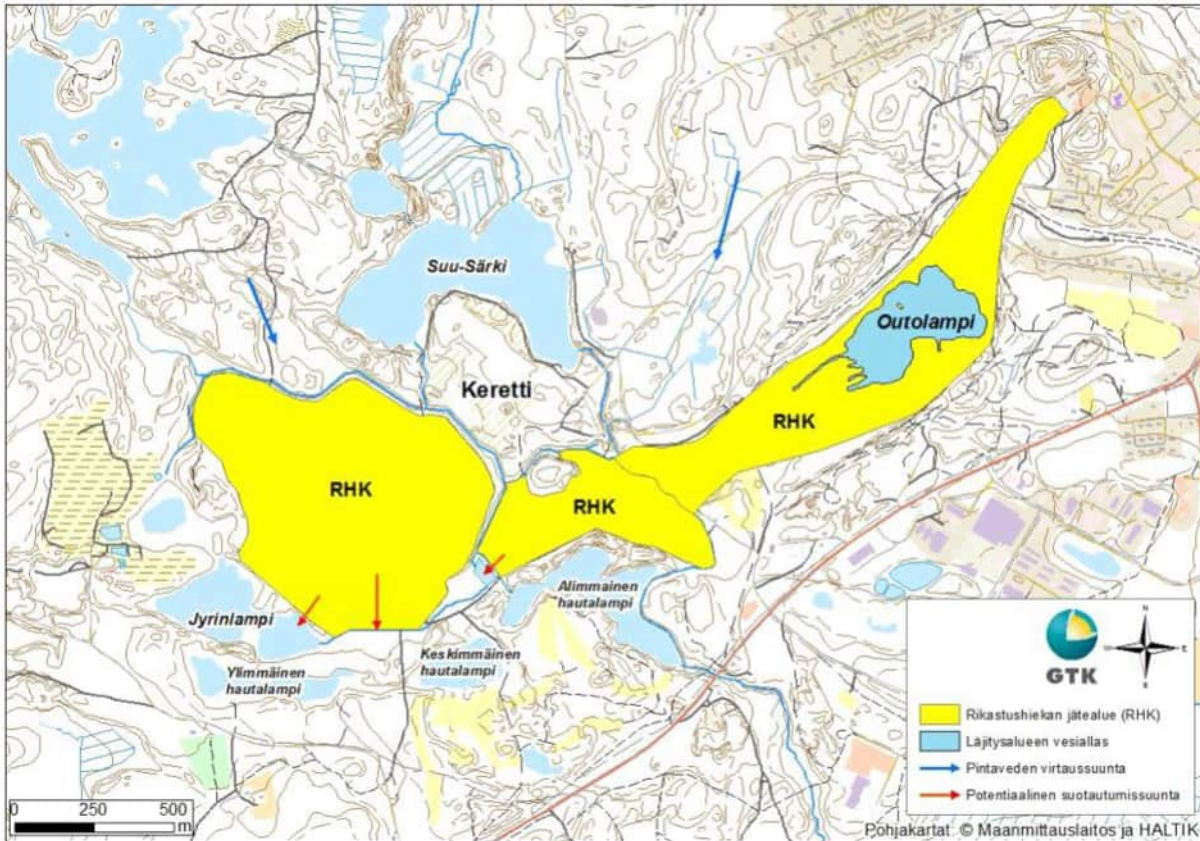 Suu-Särki
Outolampi
Keretti
RHK
RHK
RHK
Alimmainen
hautalampi
Jyrinlampi
Keskimmäinen
hautalampi
Ylimmäinen
hautalampi
N
W
E
S
GTK
Rikastushiekan jätealue (RHK)
Läjitysalueen vesiallas
Pintaveden virtaussuunta
Potentiaalinen suotautumissuunta
0 250 500
m
Pohjakartat © Maanmittauslaitos ja HALTIK